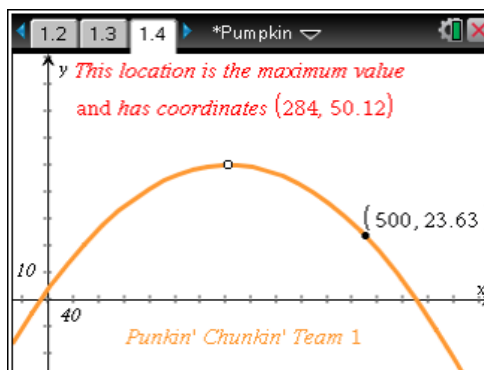 1.2 1.3 1.4 *Pumpkin
y This location is the maximum value
and has coordinates (284, 50.12)
(500, 23.63
10
x
40
Punkin' Chunkin' Team 1